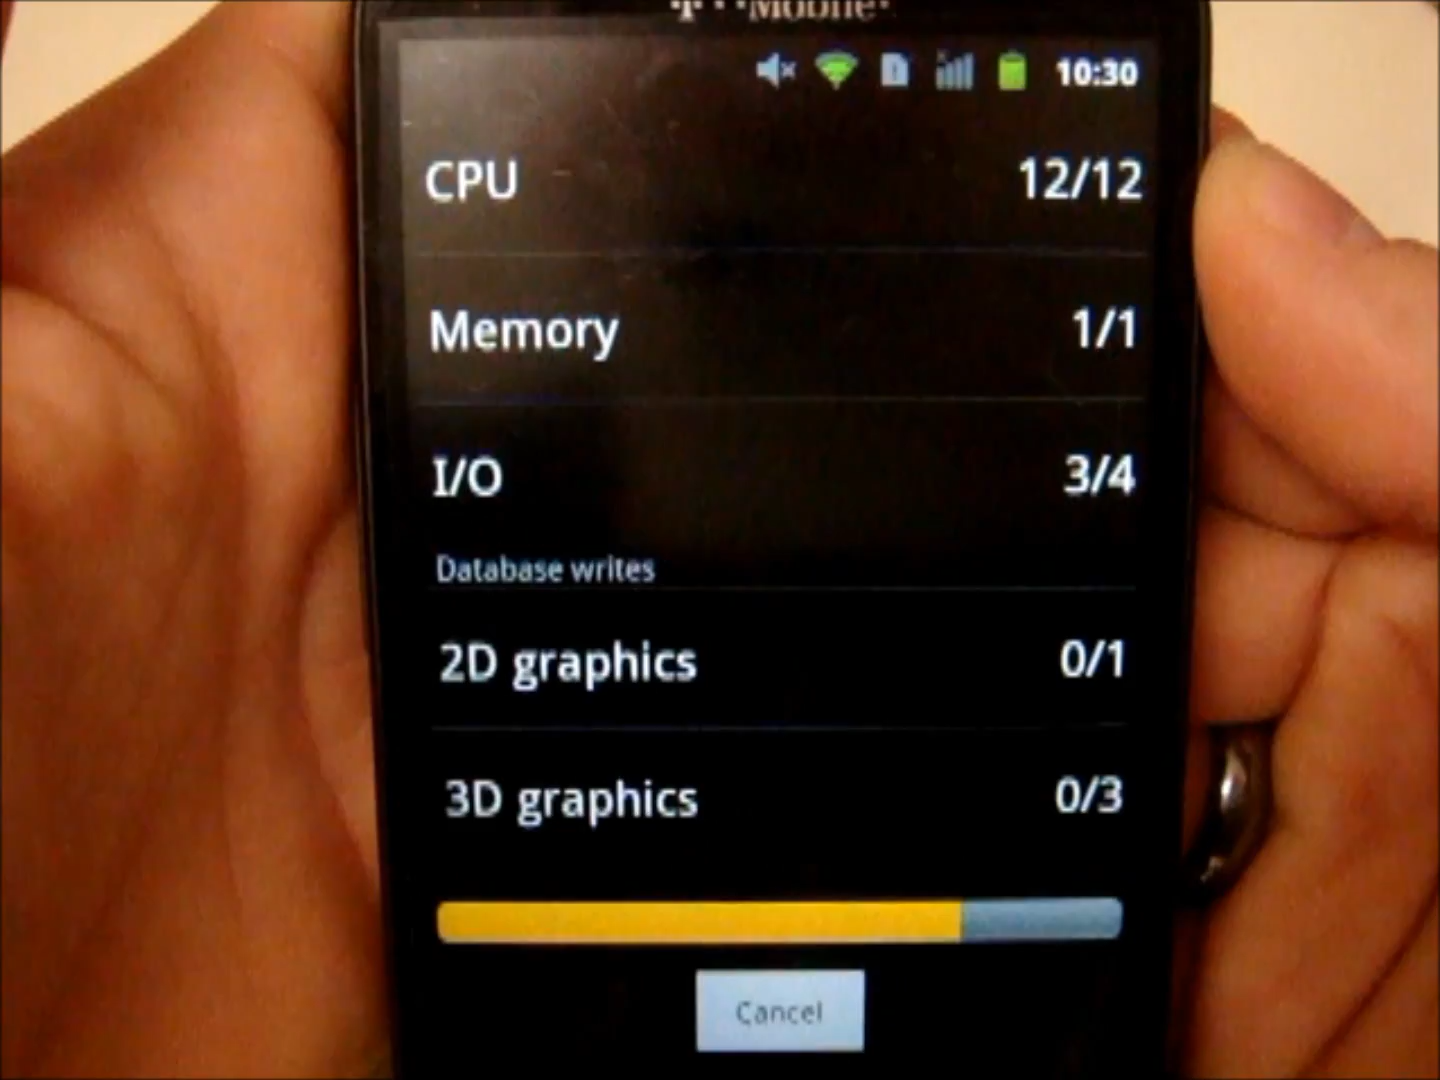 T··Mobile·
10:30
CPU 12/12
Memory 1/1
I/O 3/4
Database writes
2D graphics 0/1
3D graphics 0/3
Cancel